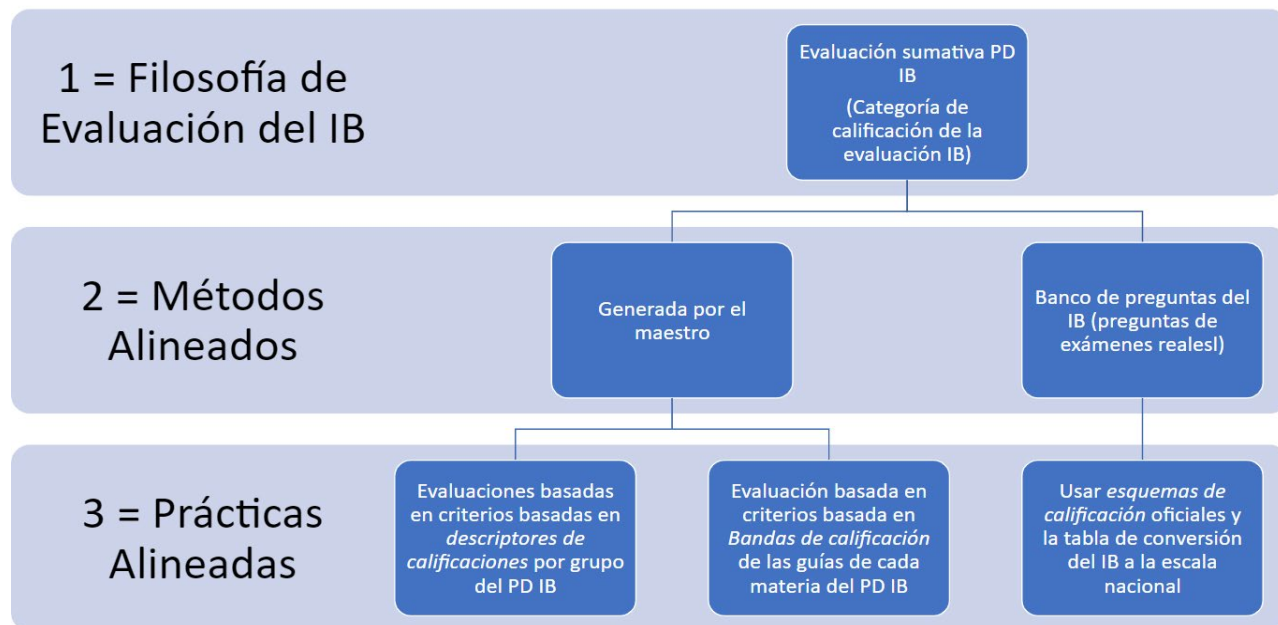 1 = Filosofía de
Evaluación del IB
Evaluación sumativa PD
IB
(Categoría de
calificación de la
evaluación IB)
2 = Métodos
Alineados
Generada por el
maestro
Banco de preguntas del
IB (preguntas de
exámenes realesl)
3 = Prácticas
Alineadas
Evaluaciones basadas
en criterios basadas en
descriptores de
calificaciones por grupo
del PD IB
Evaluación basada en
criterios basada en
Bandas de calificación
de las guías de cada
materia del PD IB
Usar esquemas de
calificación oficiales y
la tabla de conversión
del IB a la escala
nacional